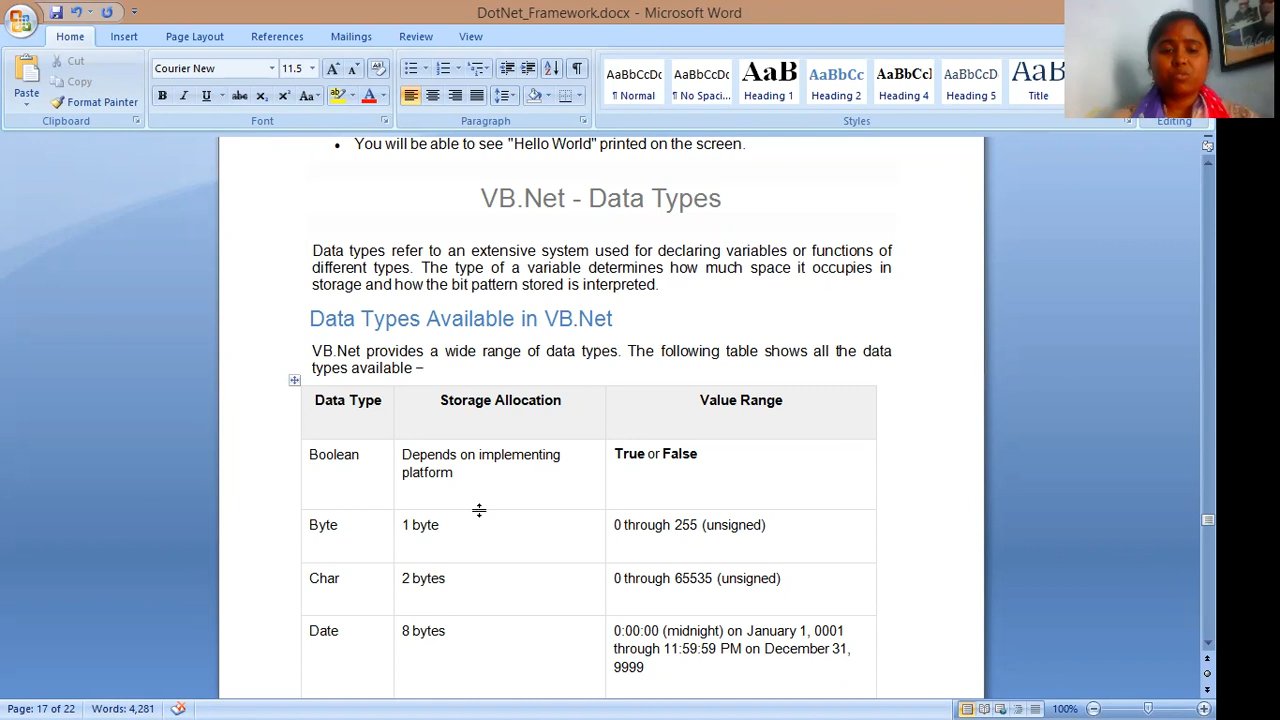 DotNet_Framework.docx - Microsoft Word
Home Insert Page Layout References Mailings Review View
Paste Cut Copy Format Painter
Clipboard
Courier New 11.5
Font
Paragraph
AaBbCcDc AaBbCcDc AaB AaBbCc AaBbCcI AaBbCcD AaB
¶ Normal ¶ No Spaci... Heading 1 Heading 2 Heading 4 Heading 5 Title
Styles
Editing
• You will be able to see "Hello World" printed on the screen.
VB.Net - Data Types
Data types refer to an extensive system used for declaring variables or functions of
different types. The type of a variable determines how much space it occupies in
storage and how the bit pattern stored is interpreted.
Data Types Available in VB.Net
VB.Net provides a wide range of data types. The following table shows all the data
types available −
Data Type Storage Allocation Value Range
Boolean Depends on implementing True or False
platform
Byte 1 byte 0 through 255 (unsigned)
Char 2 bytes 0 through 65535 (unsigned)
Date 8 bytes 0:00:00 (midnight) on January 1, 0001
through 11:59:59 PM on December 31,
9999
Page: 17 of 22 Words: 4,281 100%